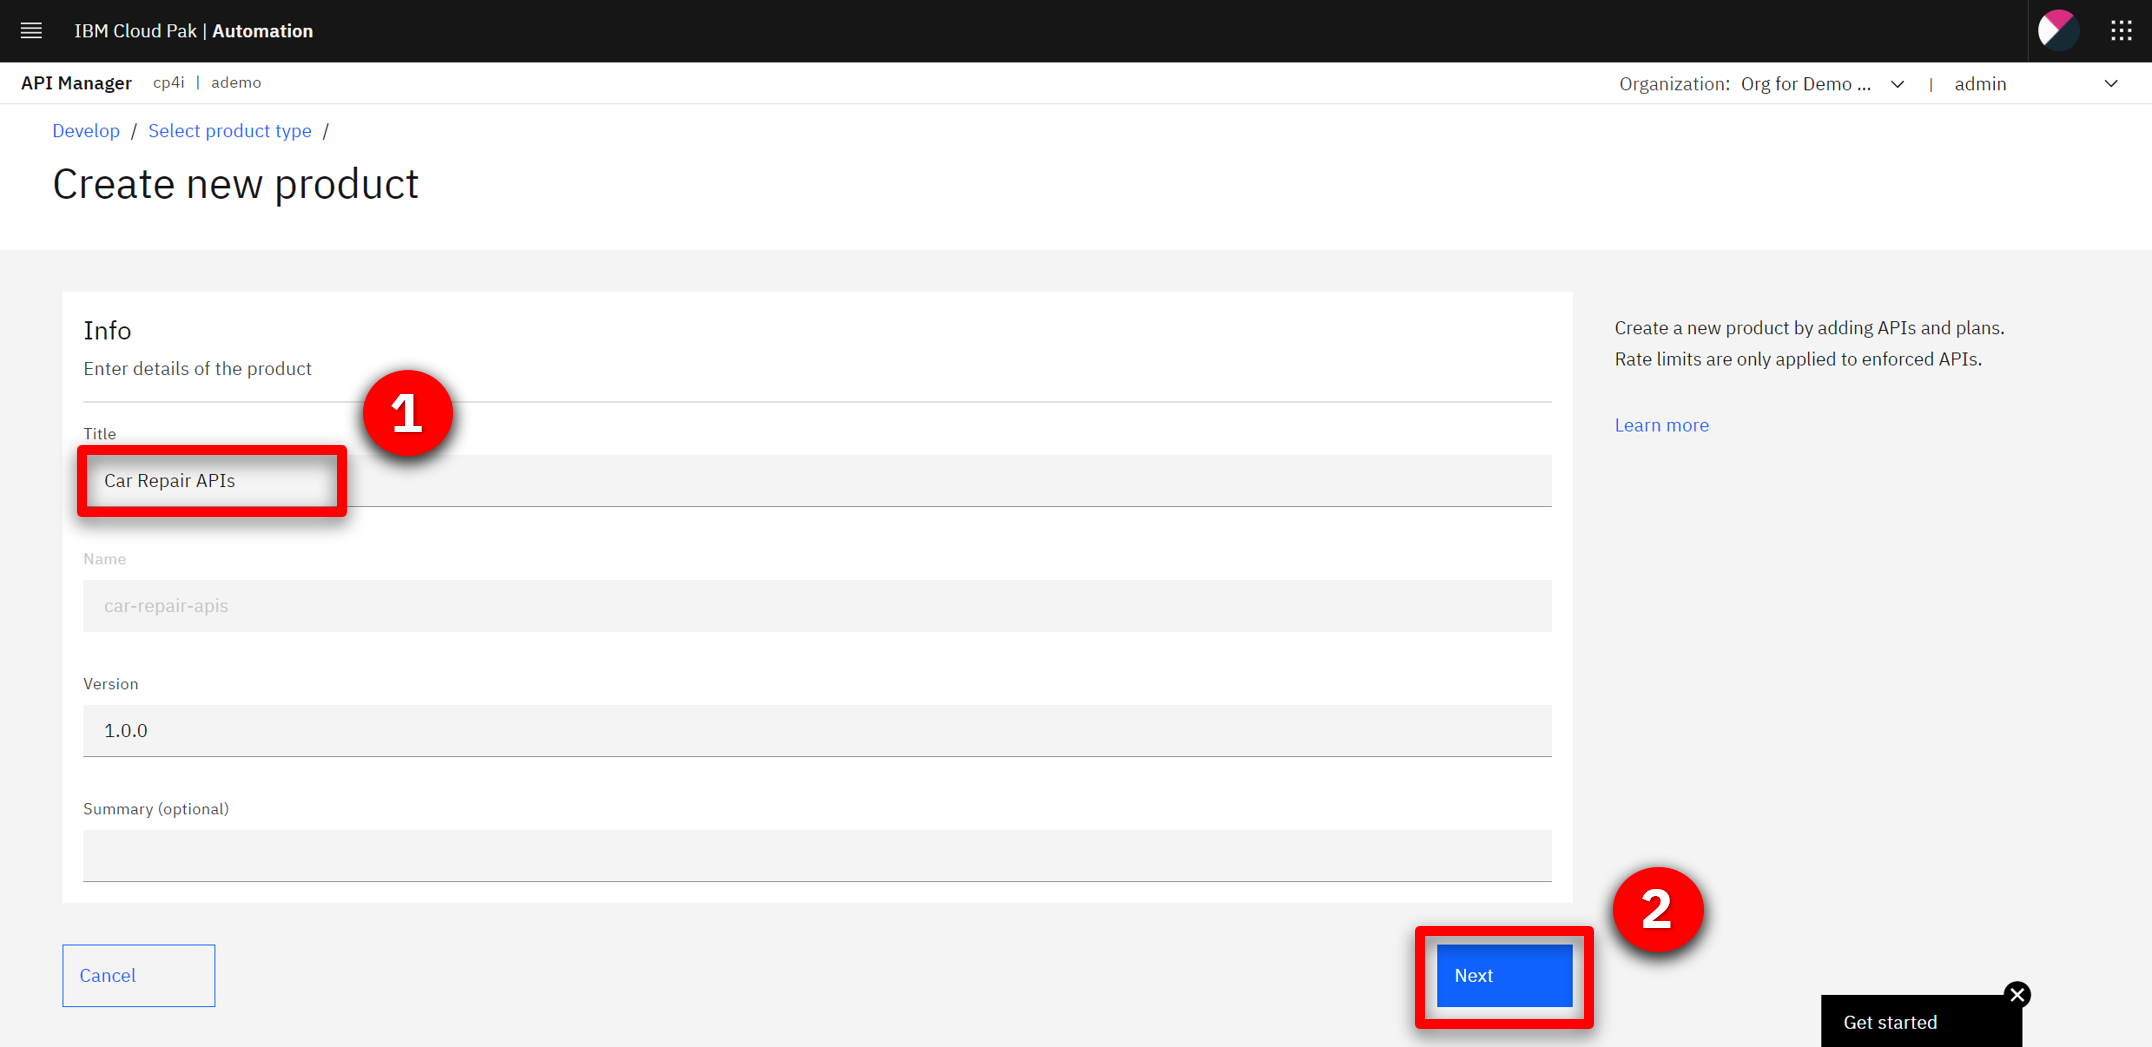 IBM Cloud Pak | Automation
API Manager cp4i | ademo
Organization: Org for Demo ... | admin
Develop / Select product type /
Create new product
Info
Enter details of the product
1
Title
Car Repair APIs
Name
car-repair-apis
Version
1.0.0
Summary (optional)
Create a new product by adding APIs and plans.
Rate limits are only applied to enforced APIs.
Learn more
2
Cancel
Next
Get started